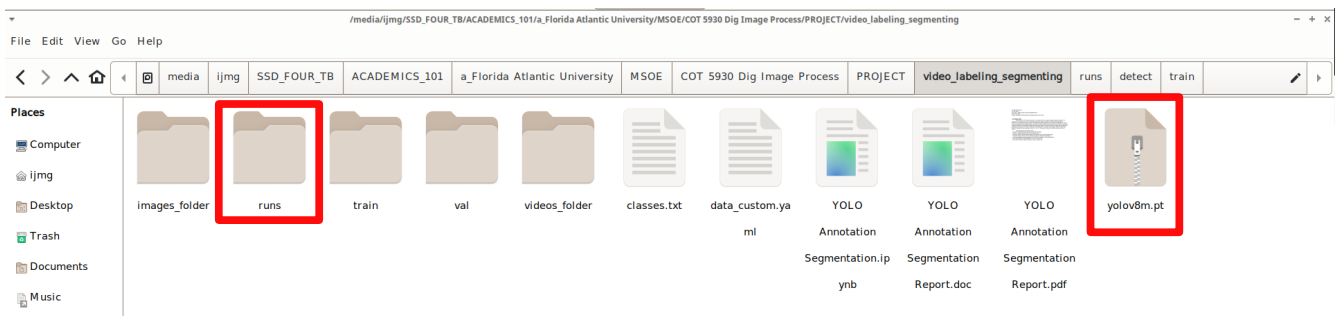 /media/ijmg/SSD_FOUR_TB/ACADEMICS_101/a_Florida Atlantic University/MSOE/COT 5930 Dig Image Process/PROJECT/video_labeling_segmenting
File Edit View Go Help
media ijmg SSD_FOUR_TB ACADEMICS_101 a_Florida Atlantic University MSOE COT 5930 Dig Image Process PROJECT video_labeling_segmenting runs detect train
Places
Computer
ijmg
Desktop
Trash
Documents
Music
images_folder
runs
train
val
videos_folder
classes.txt
data_custom.ya
ml
YOLO
Annotation
Segmentation.ip
ynb
YOLO
Annotation
Segmentation
Report.doc
YOLO
Annotation
Segmentation
Report.pdf
yolov8m.pt